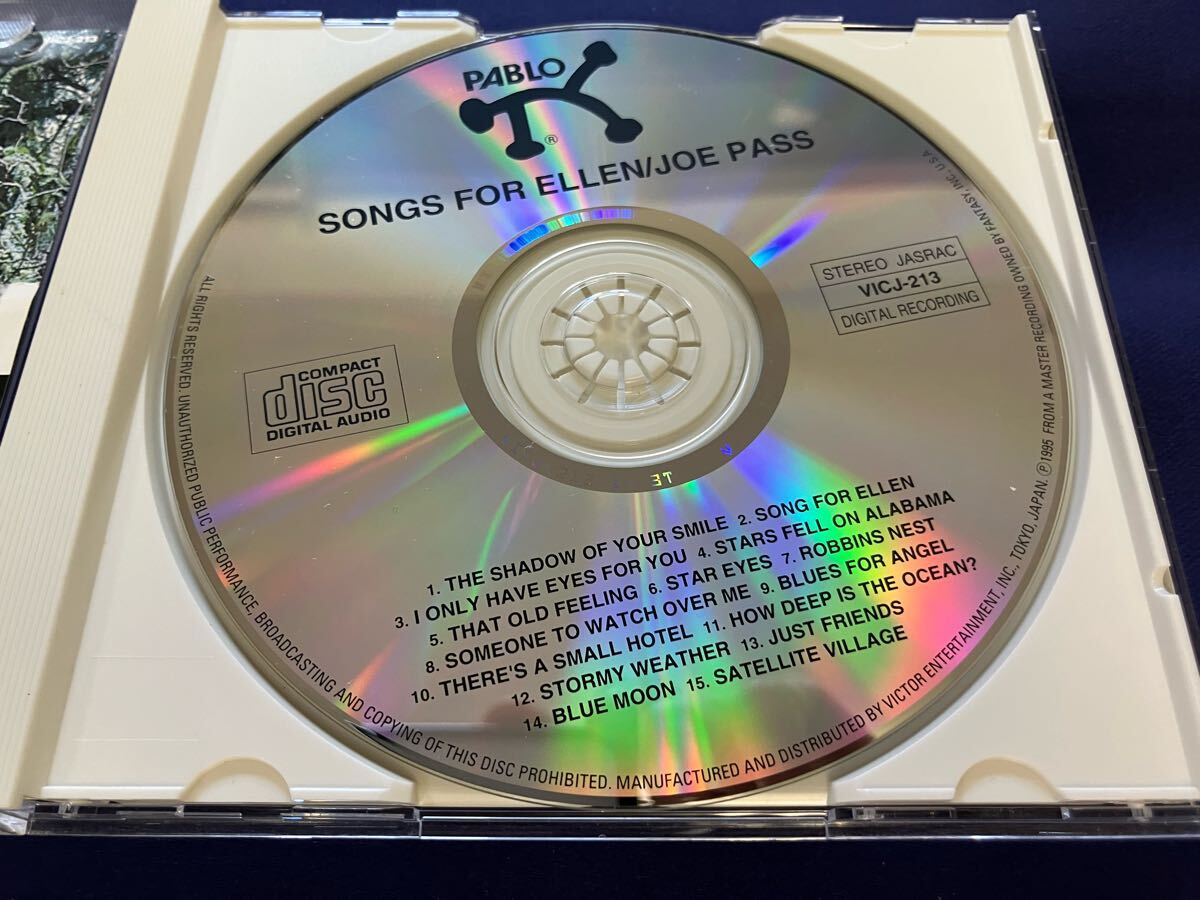 PABLO
®
SONGS FOR ELLEN/JOE PASS
STEREO JASRAC
VICJ-213
DIGITAL RECORDING
COMPACT
disc
DIGITAL AUDIO
1. THE SHADOW OF YOUR SMILE 2. SONG FOR ELLEN
3. I ONLY HAVE EYES FOR YOU 4. STARS FELL ON ALABAMA
5. THAT OLD FEELING 6. STAR EYES 7. ROBBINS NEST
8. SOMEONE TO WATCH OVER ME 9. BLUES FOR ANGEL
10. THERE'S A SMALL HOTEL 11. HOW DEEP IS THE OCEAN?
12. STORMY WEATHER 13. JUST FRIENDS
14. BLUE MOON 15. SATELLITE VILLAGE
ALL RIGHTS RESERVED. UNAUTHORIZED PUBLIC PERFORMANCE, BROADCASTING AND COPYING OF THIS DISC PROHIBITED. MANUFACTURED AND DISTRIBUTED BY VICTOR ENTERTAINMENT, INC., TOKYO, JAPAN. ℗ 1995 FROM A MASTER RECORDING OWNED BY FANTASY, INC. U.S.A